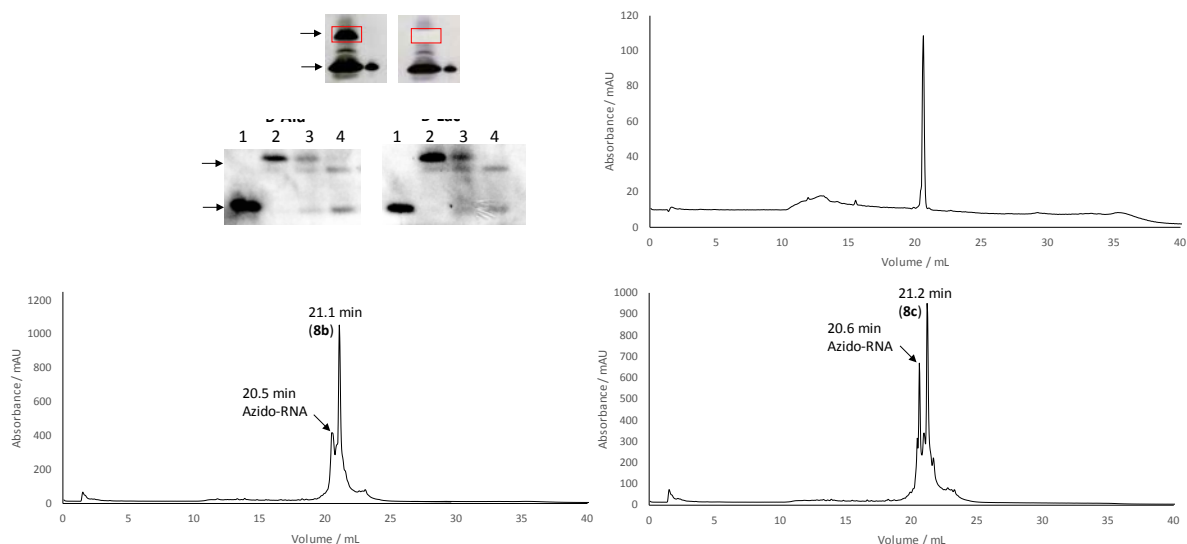 1 2 3 4
1 2 3 4
120
100
80
60
40
20
0
Absorbance / mAU
0 5 10 15 20 25 30 35 40
Volume / mL
1200
1000
800
600
400
200
0
Absorbance / mAU
21.1 min
(8b)
20.5 min
Azido-RNA
0 5 10 15 20 25 30 35 40
Volume / mL
1000
900
800
700
600
500
400
300
200
100
0
Absorbance / mAU
21.2 min
(8c)
20.6 min
Azido-RNA
0 5 10 15 20 25 30 35 40
Volume / mL